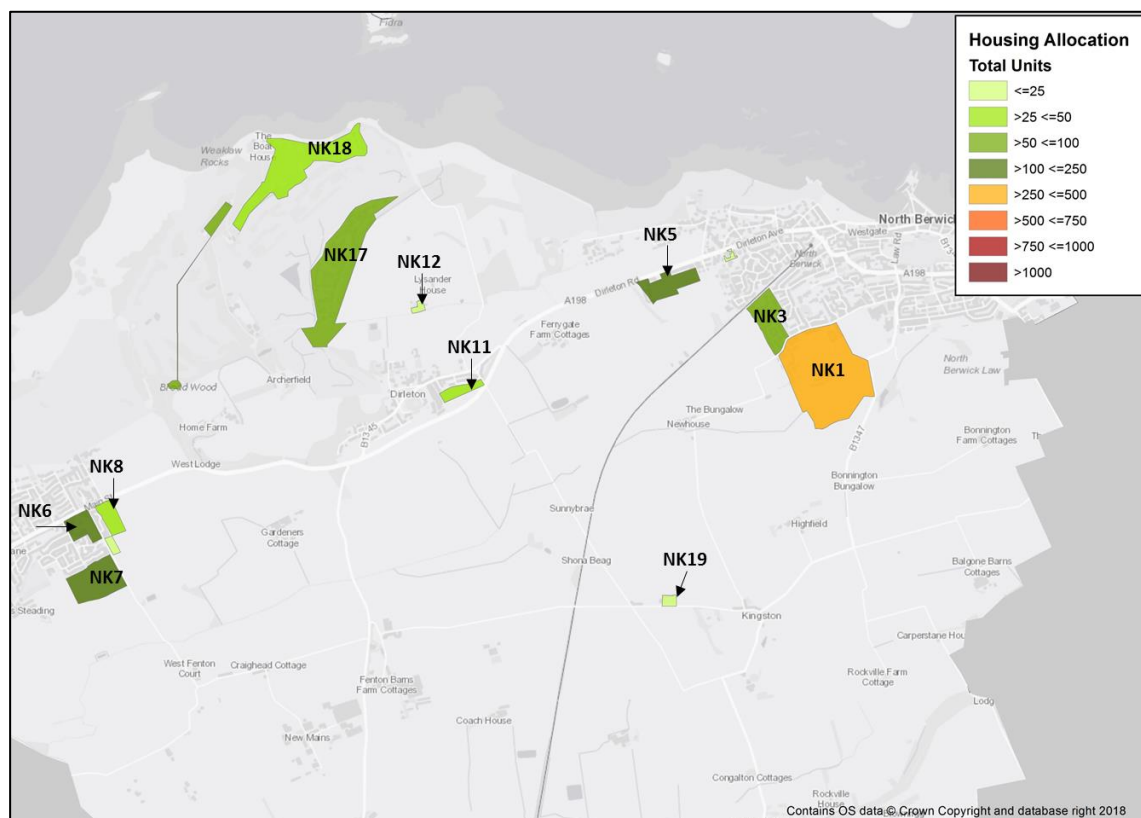 Fidra
Housing Allocation
Total Units
<=25
>25 <=50
>50 <=100
>100 <=250
>250 <=500
>500 <=750
>750 <=1000
>1000
The
Boat
House
Weaklaw
Rocks
NK18
NK17
NK12
Lysander
House
NK5
Dirleton Ave
North Berwick
Westgate
Law Rd
North
Berwick
A198
Dirleton Rd
A198
NK3
Ferrygate
Farm Cottages
NK11
NK1
North
Berwick Law
Broad Wood
Archerfield
Dirleton
B1345
Home Farm
West Lodge
The Bungalow
Newhouse
B1347
Bonnington
Farm Cottages
Bonnington
Bungalow
NK8
Main St
NK6
NK7
Gardeners
Cottage
Sunnybrae
Highfield
Shona Beag
NK19
Balgone Barns
Cottages
Steading
Kingston
West Fenton
Court
Craighead Cottage
Fenton Barns
Farm Cottages
Rockville Farm
Cottage
Coach House
New Mains
Congalton Cottages
Rockville
House
Contains OS data © Crown Copyright and database right 2018